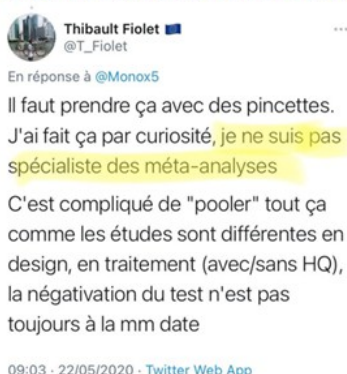 Thibault Fiolet
@T_Fiolet
En réponse à @Monox5
Il faut prendre ça avec des pincettes.
J'ai fait ça par curiosité, je ne suis pas
spécialiste des méta-analyses
C'est compliqué de "pooler" tout ça
comme les études sont différentes en
design, en traitement (avec/sans HQ),
la négativation du test n'est pas
toujours à la mm date
09:03 · 22/05/2020 · Twitter Web App